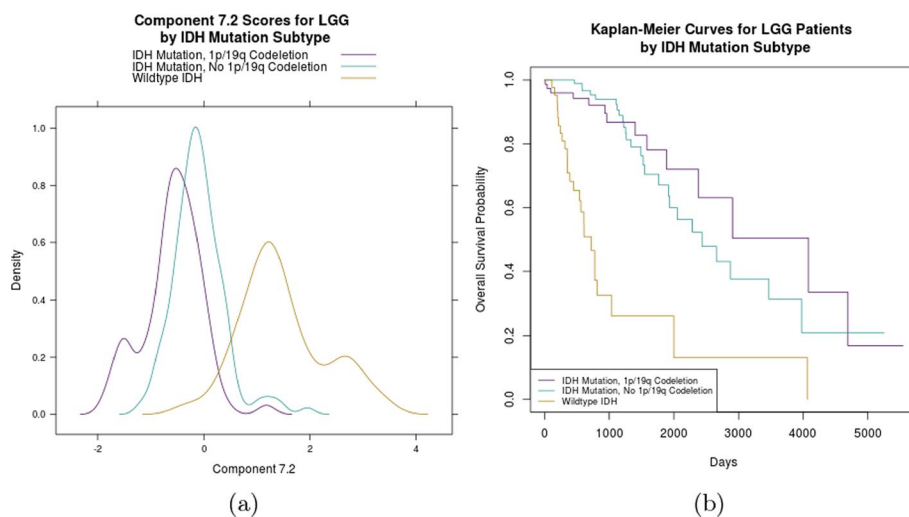 Component 7.2 Scores for LGG
by IDH Mutation Subtype
IDH Mutation, 1p/19q Codeletion
IDH Mutation, No 1p/19q Codeletion
Wildtype IDH
Density
1.0
0.8
0.6
0.4
0.2
0.0
-2 0 2 4
Component 7.2
(a)
Kaplan-Meier Curves for LGG Patients
by IDH Mutation Subtype
Overall Survival Probability
1.0
0.8
0.6
0.4
0.2
0.0
IDH Mutation, 1p/19q Codeletion
IDH Mutation, No 1p/19q Codeletion
Wildtype IDH
0 1000 2000 3000 4000 5000
Days
(b)